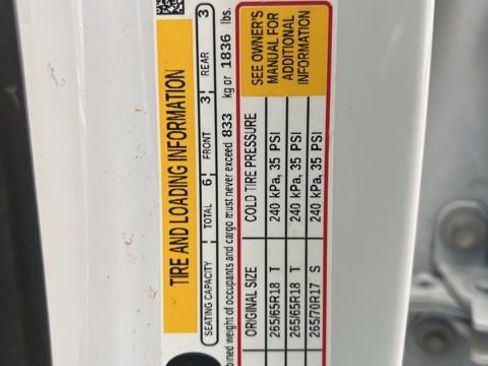 TIRE AND LOADING INFORMATION
SEATING CAPACITY TOTAL 6 FRONT 3 REAR 3
weight of occupants and cargo must never exceed 833 kg or 1836 lbs.
ORIGINAL SIZE COLD TIRE PRESSURE SEE OWNER'S
MANUAL FOR
ADDITIONAL
INFORMATION
265/65R18 T 240 kPa, 35 PSI
265/65R18 T 240 kPa, 35 PSI
265/70R17 S 240 kPa, 35 PSI